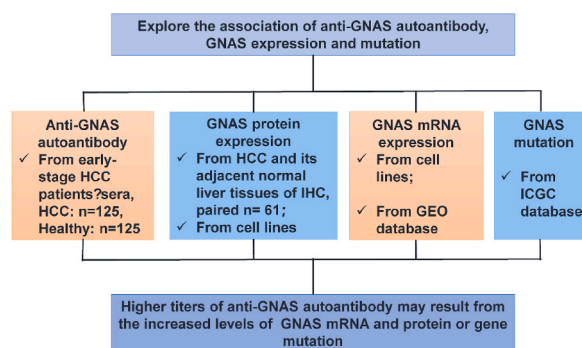 Explore the association of anti-GNAS autoantibody,
GNAS expression and mutation
Anti-GNAS
autoantibody
✓ From early-
stage HCC
patients?sera,
HCC: n=125,
Healthy: n=125
GNAS protein
expression
✓ From HCC and its
adjacent normal
liver tissues of IHC,
paired n= 61;
✓ From cell lines
GNAS mRNA
expression
✓ From cell
lines;
✓ From GEO
database
GNAS
mutation
✓ From
ICGC
database
Higher titers of anti-GNAS autoantibody may result from
the increased levels of GNAS mRNA and protein or gene
mutation